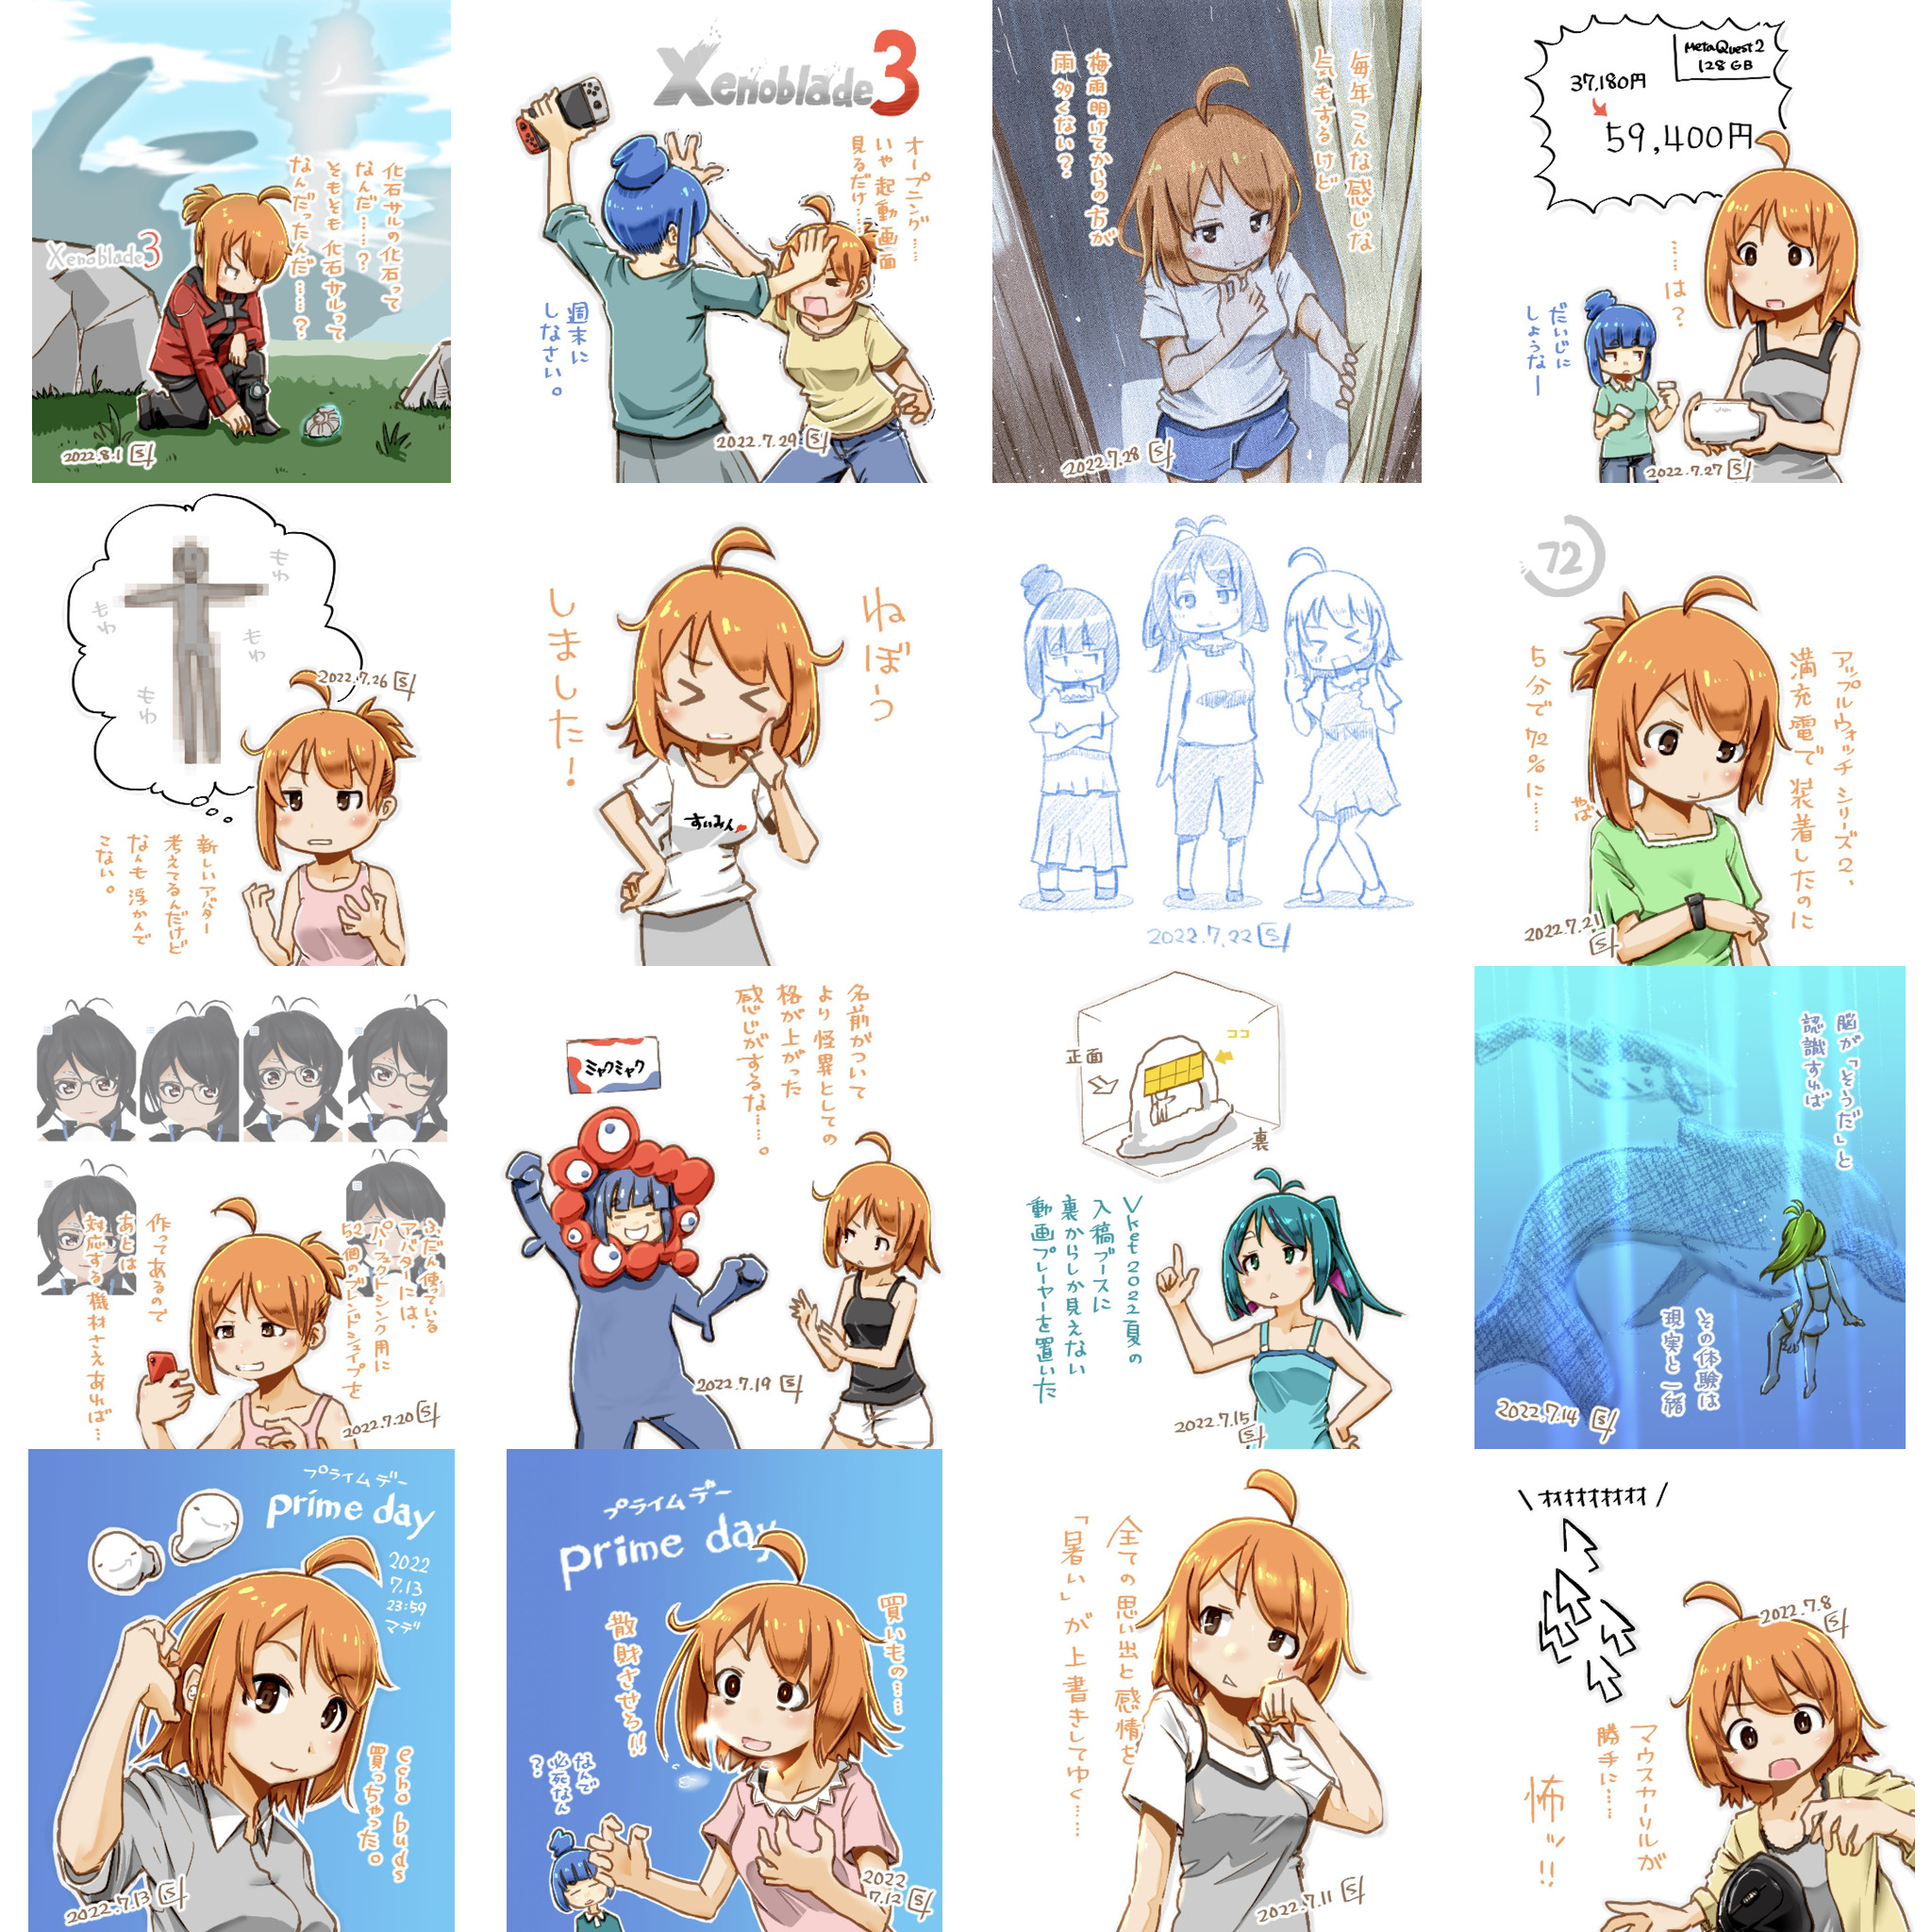 化石サルの化石って
なんだ……?
そもそも化石サルって
なんだったんだ……?
Xenoblade3
2022.8.1
Xenoblade3
オープニング……
いや起動画面
見るだけ……
週末に
しなさい。
2022.7.29
毎年こんな感じな
気もするけど
梅雨明けてからの方が
雨多くない?
2022.7.28
Meta Quest 2
128GB
37,180円
59,400円
……は?
だいじに
しような―
2022.7.27
もわ
もわ
もわ
もわ
2022.7.26
新しいアバター
考えてるんだけど
なんも浮かんで
こない。
ねぼう
しました!
すいみん
2022.7.22
72
アップルウォッチ シリーズ2、
満充電で装着したのに
5分で72%に……
やば
2022.7.21
ふだん使っている
アバターには、
パーフェクトシンク用に
52個のブレンドシェイプを
作ってあるので
あとは
対応する機材さえあれば…
2022.7.20
名前がついて
より怪異としての
格が上がった
感じがするな……。
ミャクミャク
2022.7.19
正面
ココ
裏
Vket2022夏の
入稿ブースに
裏からしか見えない
動画プレーヤーを置いた
2022.7.15
脳が「そうだ」と
認識すれば
その体験は
現実と一緒
2022.7.14
プライムデー
prime day
2022
7.13
23:59
マデ
echo buds
買っちゃった。
2022.7.13
プライムデー
prime day
買いもの……
散財させろ!!
なんで
必死なん
?
2022
7.12
全ての思い出と感情を
「暑い」が上書きしてゆく……
2022.7.11
\オオオオオオオオオ/
2022.7.8
マウスカーソルが
勝手に……
怖ッ!!